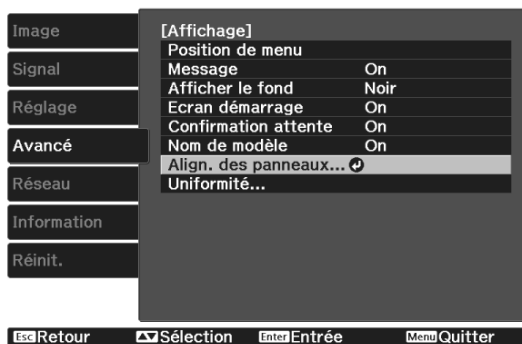 Image
Signal
Réglage
Avancé
Réseau
Information
Réinit.
[Affichage]
Position de menu
Message On
Afficher le fond Noir
Ecran démarrage On
Confirmation attente On
Nom de modèle On
Align. des panneaux...
Uniformité...
Esc Retour Sélection Enter Entrée Menu Quitter